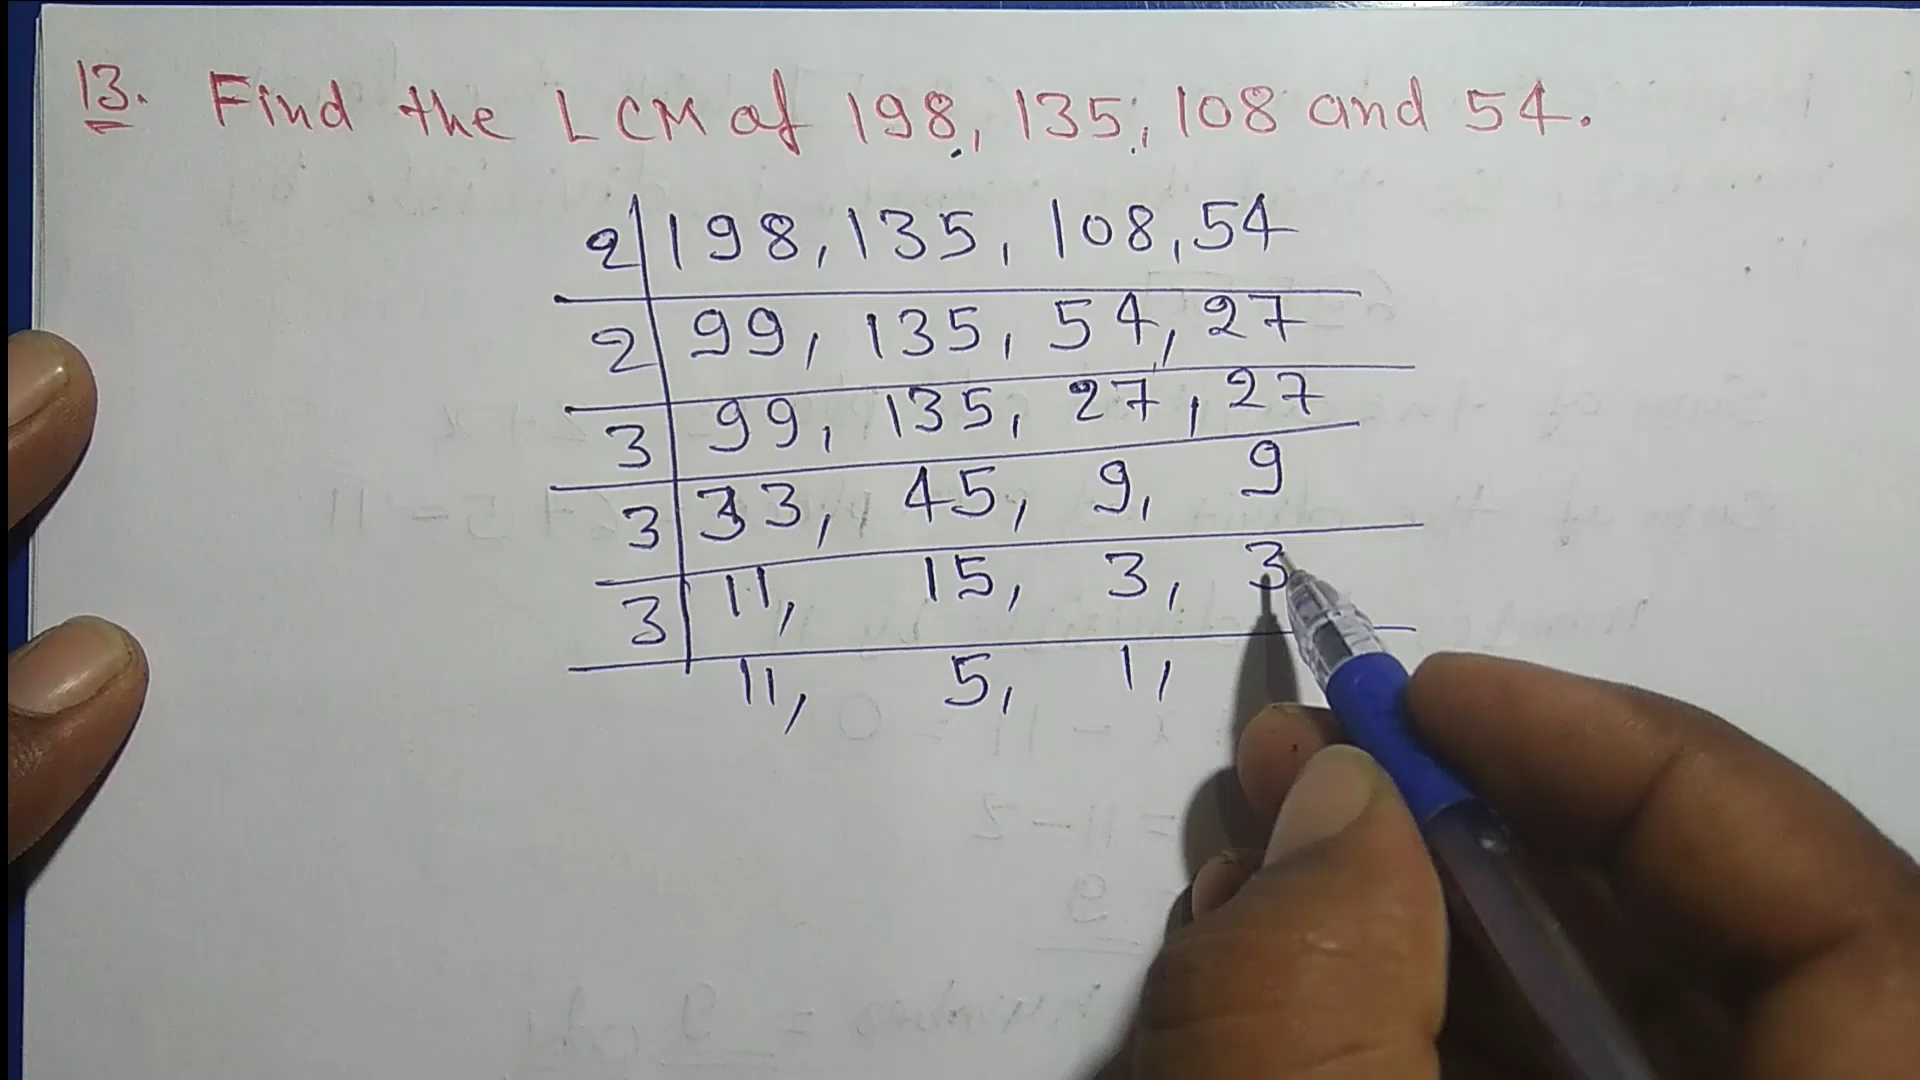 13. Find the LCM of 198, 135, 108 and 54.
2 198, 135, 108, 54
2 99, 135, 54, 27
3 99, 135, 27, 27
3 33, 45, 9, 9
3 11, 15, 3, 3
11, 5, 1,